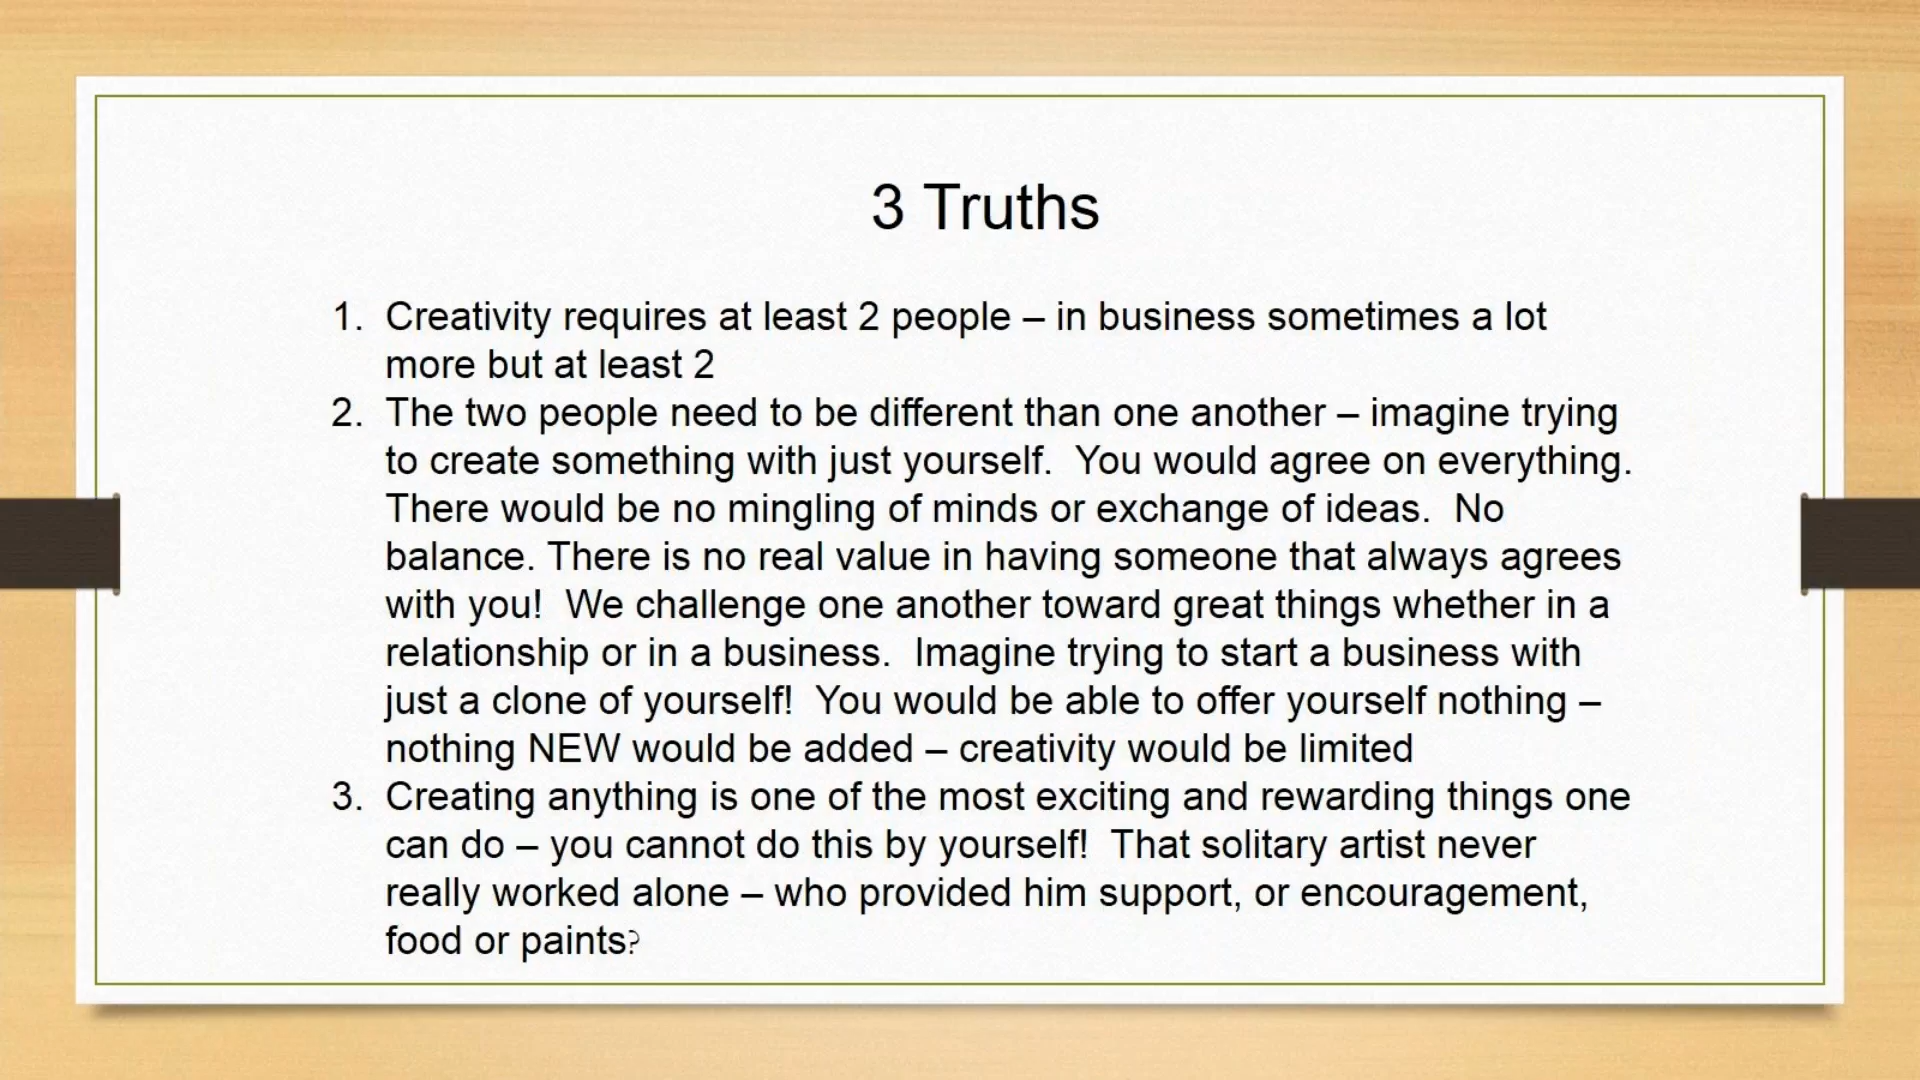 3 Truths
1. Creativity requires at least 2 people – in business sometimes a lot
more but at least 2
2. The two people need to be different than one another – imagine trying
to create something with just yourself.  You would agree on everything.
There would be no mingling of minds or exchange of ideas.  No
balance. There is no real value in having someone that always agrees
with you!  We challenge one another toward great things whether in a
relationship or in a business.  Imagine trying to start a business with
just a clone of yourself!  You would be able to offer yourself nothing –
nothing NEW would be added – creativity would be limited
3. Creating anything is one of the most exciting and rewarding things one
can do – you cannot do this by yourself!  That solitary artist never
really worked alone – who provided him support, or encouragement,
food or paints?